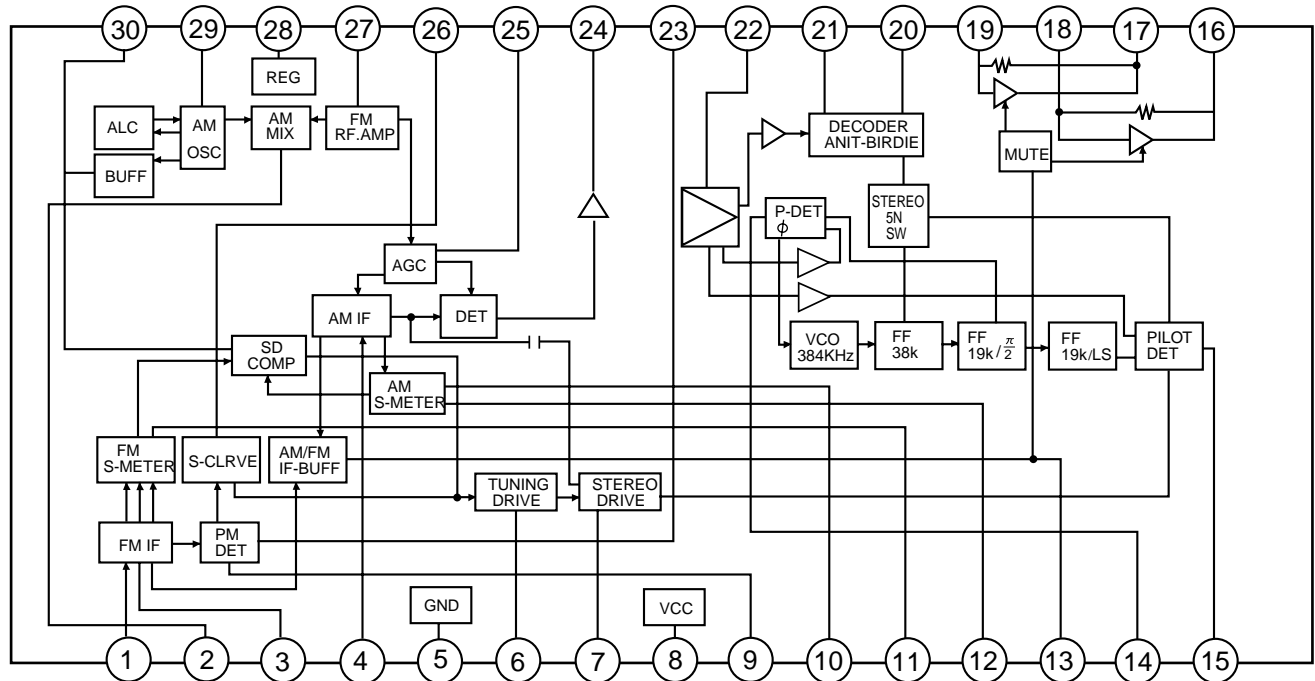 30 29 28 27 26 25 24 23 22 21 20 19 18 17 16
REG
ALC
AM
OSC
AM
MIX
FM
RF.AMP
BUFF
DECODER
ANIT-BIRDIE
MUTE
STEREO
5N
SW
P-DET
ϕ
AGC
AM IF
DET
SD
COMP
VCO
384KHz
FF
38k
FF
19k/π/2
FF
19k/LS
PILOT
DET
AM
S-METER
FM
S-METER
S-CLRVE
AM/FM
IF-BUFF
TUNING
DRIVE
STEREO
DRIVE
FM IF
PM
DET
GND
VCC
1 2 3 4 5 6 7 8 9 10 11 12 13 14 15